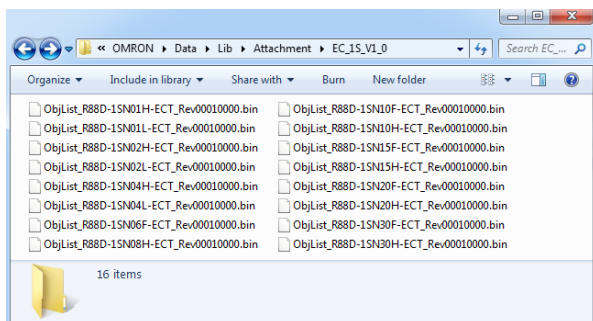 « OMRON ▸ Data ▸ Lib ▸ Attachment ▸ EC_1S_V1_0
Search EC_...
Organize ▾ Include in library ▾ Share with ▾ Burn New folder
ObjList_R88D-1SN01H-ECT_Rev00010000.bin
ObjList_R88D-1SN01L-ECT_Rev00010000.bin
ObjList_R88D-1SN02H-ECT_Rev00010000.bin
ObjList_R88D-1SN02L-ECT_Rev00010000.bin
ObjList_R88D-1SN04H-ECT_Rev00010000.bin
ObjList_R88D-1SN04L-ECT_Rev00010000.bin
ObjList_R88D-1SN06F-ECT_Rev00010000.bin
ObjList_R88D-1SN08H-ECT_Rev00010000.bin
ObjList_R88D-1SN10F-ECT_Rev00010000.bin
ObjList_R88D-1SN10H-ECT_Rev00010000.bin
ObjList_R88D-1SN15F-ECT_Rev00010000.bin
ObjList_R88D-1SN15H-ECT_Rev00010000.bin
ObjList_R88D-1SN20F-ECT_Rev00010000.bin
ObjList_R88D-1SN20H-ECT_Rev00010000.bin
ObjList_R88D-1SN30F-ECT_Rev00010000.bin
ObjList_R88D-1SN30H-ECT_Rev00010000.bin
16 items